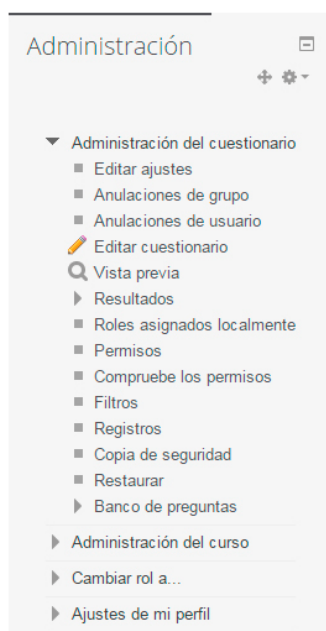 Administración
Administración del cuestionario
Editar ajustes
Anulaciones de grupo
Anulaciones de usuario
Editar cuestionario
Vista previa
Resultados
Roles asignados localmente
Permisos
Compruebe los permisos
Filtros
Registros
Copia de seguridad
Restaurar
Banco de preguntas
Administración del curso
Cambiar rol a...
Ajustes de mi perfil